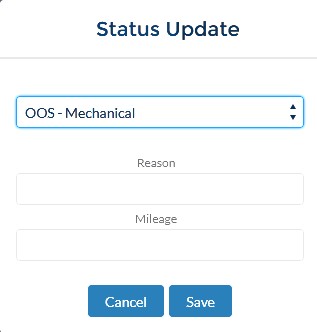 Status Update
OOS - Mechanical
Reason
Mileage
Cancel
Save